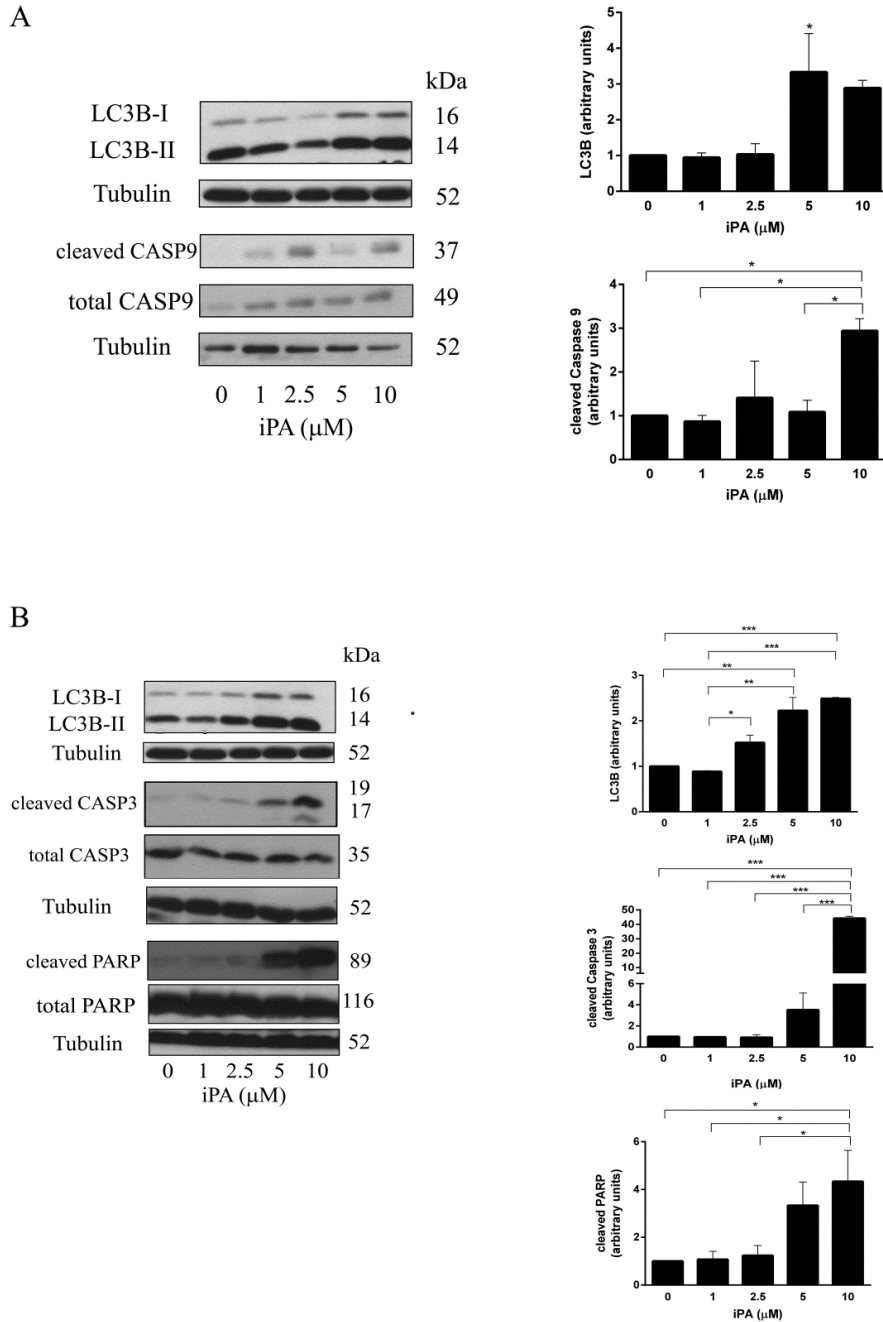 A
kDa
LC3B-I 16
LC3B-II 14
Tubulin 52
cleaved CASP9 37
total CASP9 49
Tubulin 52
0 1 2.5 5 10
iPA (μM)
LC3B (arbitrary units)
5
4
3
2
1
0
*
0 1 2.5 5 10
iPA (μM)
cleaved Caspase 9
(arbitrary units)
4
3
2
1
0
*
*
*
0 1 2.5 5 10
iPA (μM)
B
kDa
LC3B-I 16
LC3B-II 14
Tubulin 52
cleaved CASP3 19
17
total CASP3 35
Tubulin 52
cleaved PARP 89
total PARP 116
Tubulin 52
0 1 2.5 5 10
iPA (μM)
***
***
**
**
*
LC3B (arbitrary units)
3
2
1
0
0 1 2.5 5 10
iPA (μM)
***
***
***
***
cleaved Caspase 3
(arbitrary units)
50
40
30
20
10
6
4
2
0
0 1 2.5 5 10
iPA (μM)
*
*
*
cleaved PARP
(arbitrary units)
6
4
2
0
0 1 2.5 5 10
iPA (μM)